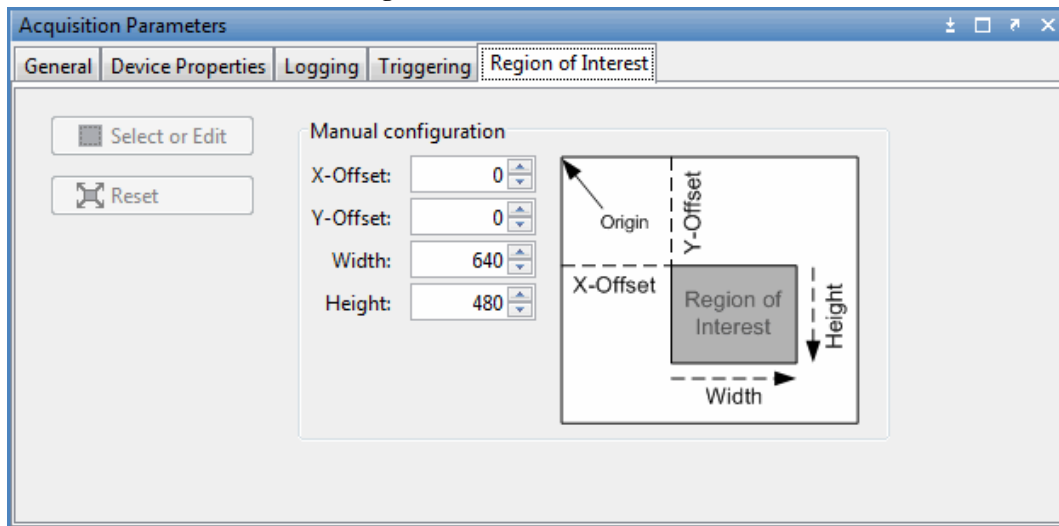 Acquisition Parameters
General Device Properties Logging Triggering Region of Interest
Select or Edit
Reset
Manual configuration
X-Offset: 0
Y-Offset: 0
Width: 640
Height: 480
Origin
Y-Offset
X-Offset
Region of
Interest
Height
Width